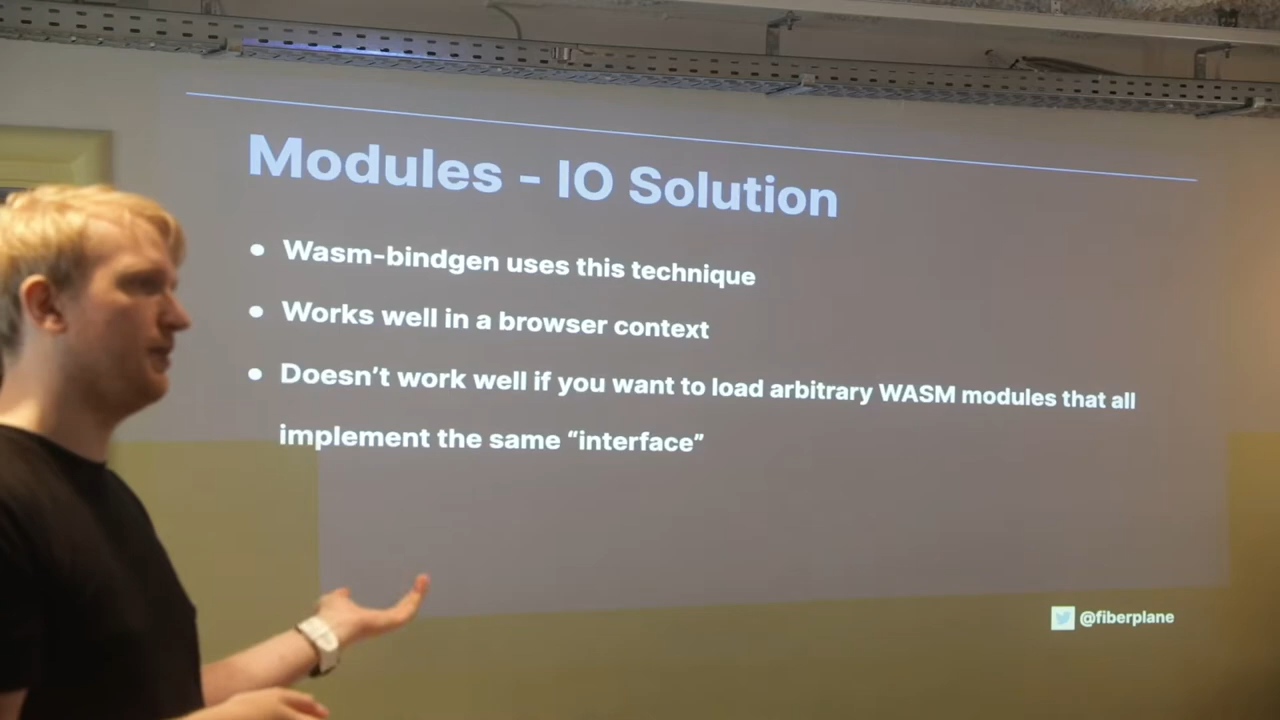 Modules - IO Solution
● Wasm-bindgen uses this technique
● Works well in a browser context
● Doesn't work well if you want to load arbitrary WASM modules that all
implement the same “interface”
@fiberplane